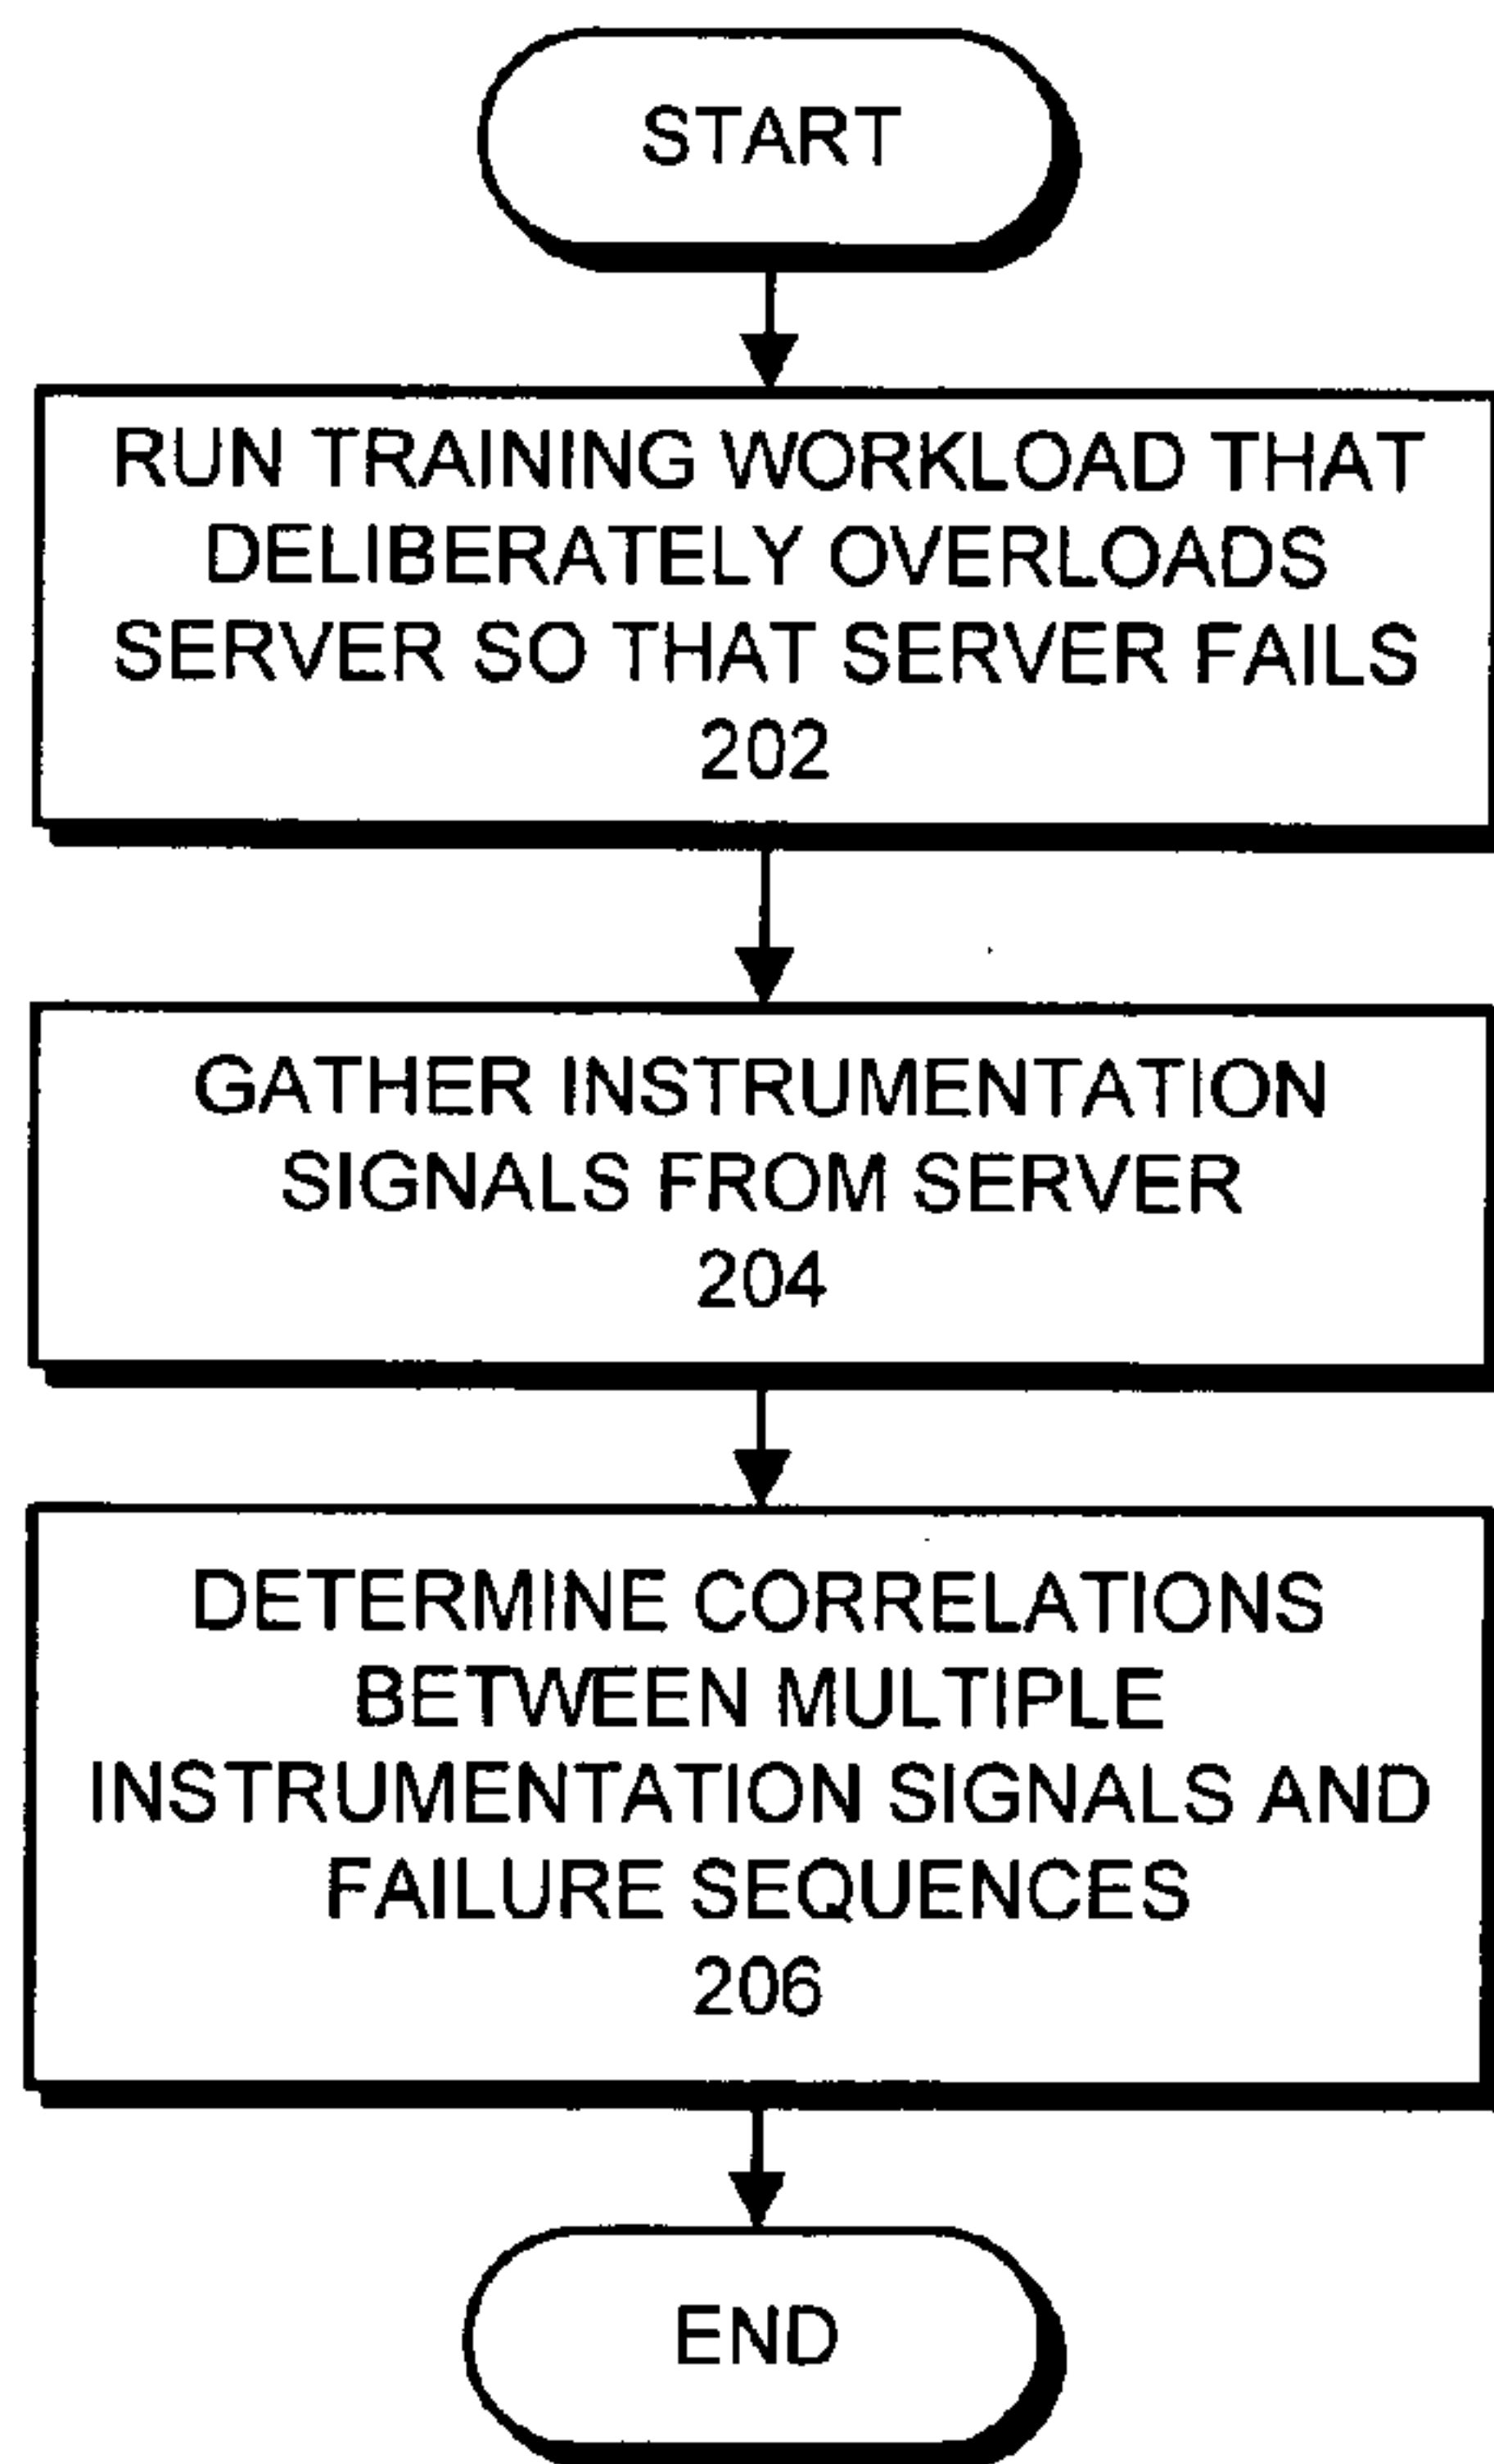 START
RUN TRAINING WORKLOAD THAT
DELIBERATELY OVERLOADS
SERVER SO THAT SERVER FAILS
202
GATHER INSTRUMENTATION
SIGNALS FROM SERVER
204
DETERMINE CORRELATIONS
BETWEEN MULTIPLE
INSTRUMENTATION SIGNALS AND
FAILURE SEQUENCES
206
END